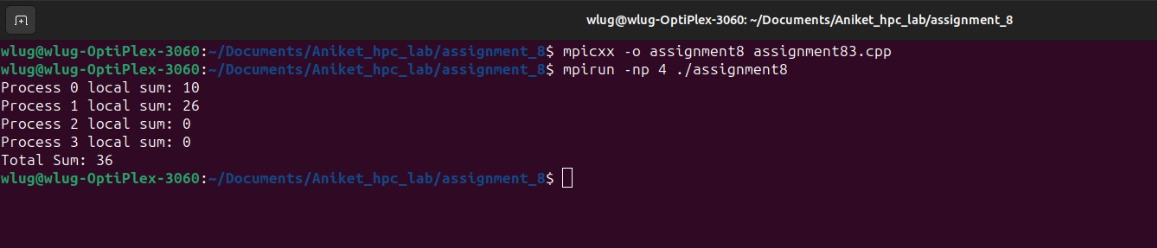 wlug@wlug-OptiPlex-3060: ~/Documents/Aniket_hpc_lab/assignment_8
wlug@wlug-OptiPlex-3060:~/Documents/Aniket_hpc_lab/assignment_8$ mpicxx -o assignment8 assignment83.cpp
wlug@wlug-OptiPlex-3060:~/Documents/Aniket_hpc_lab/assignment_8$ mpirun -np 4 ./assignment8
Process 0 local sum: 10
Process 1 local sum: 26
Process 2 local sum: 0
Process 3 local sum: 0
Total Sum: 36
wlug@wlug-OptiPlex-3060:~/Documents/Aniket_hpc_lab/assignment_8$